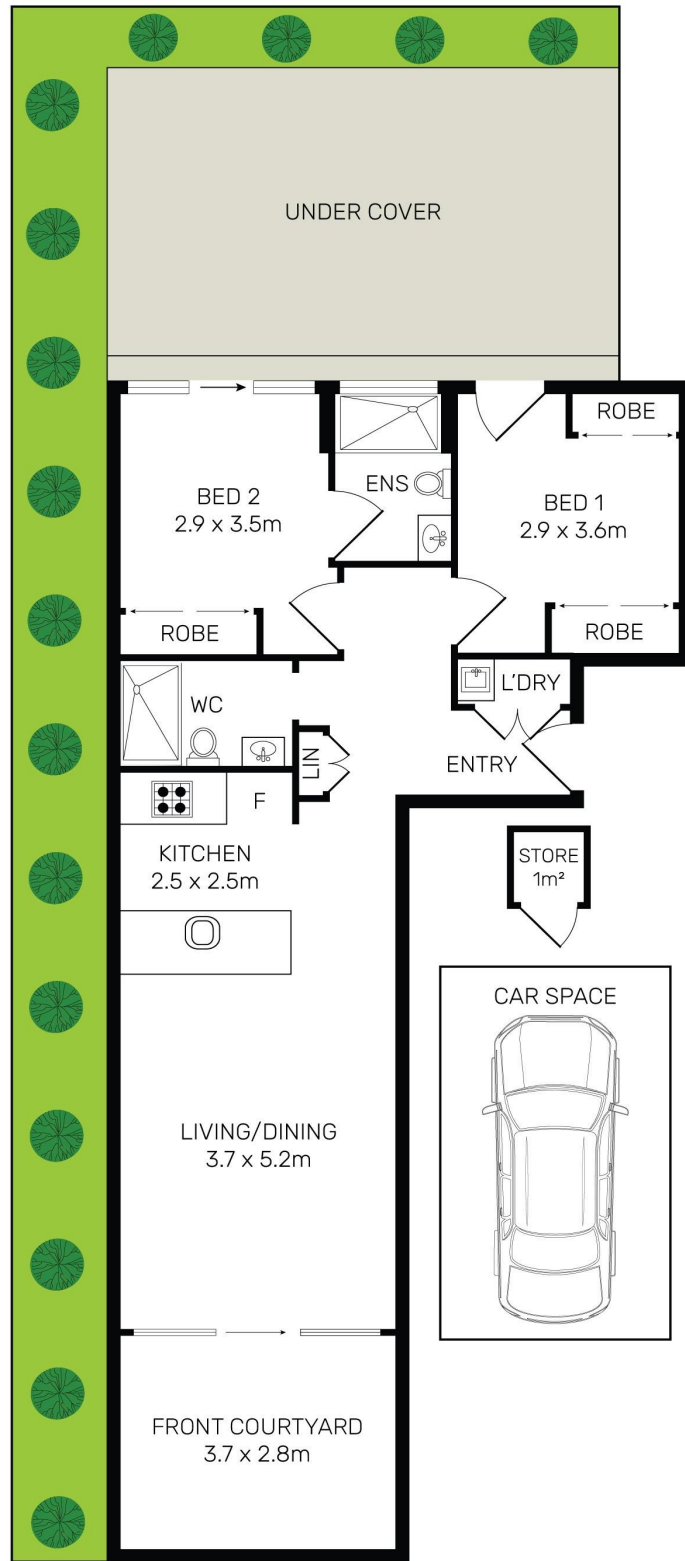 UNDER COVER
ROBE
ENS
BED 2
2.9 x 3.5m
BED 1
2.9 x 3.6m
ROBE
ROBE
WC
L'DRY
LIN
ENTRY
F
KITCHEN
2.5 x 2.5m
STORE
1m²
CAR SPACE
LIVING/DINING
3.7 x 5.2m
FRONT COURTYARD
3.7 x 2.8m